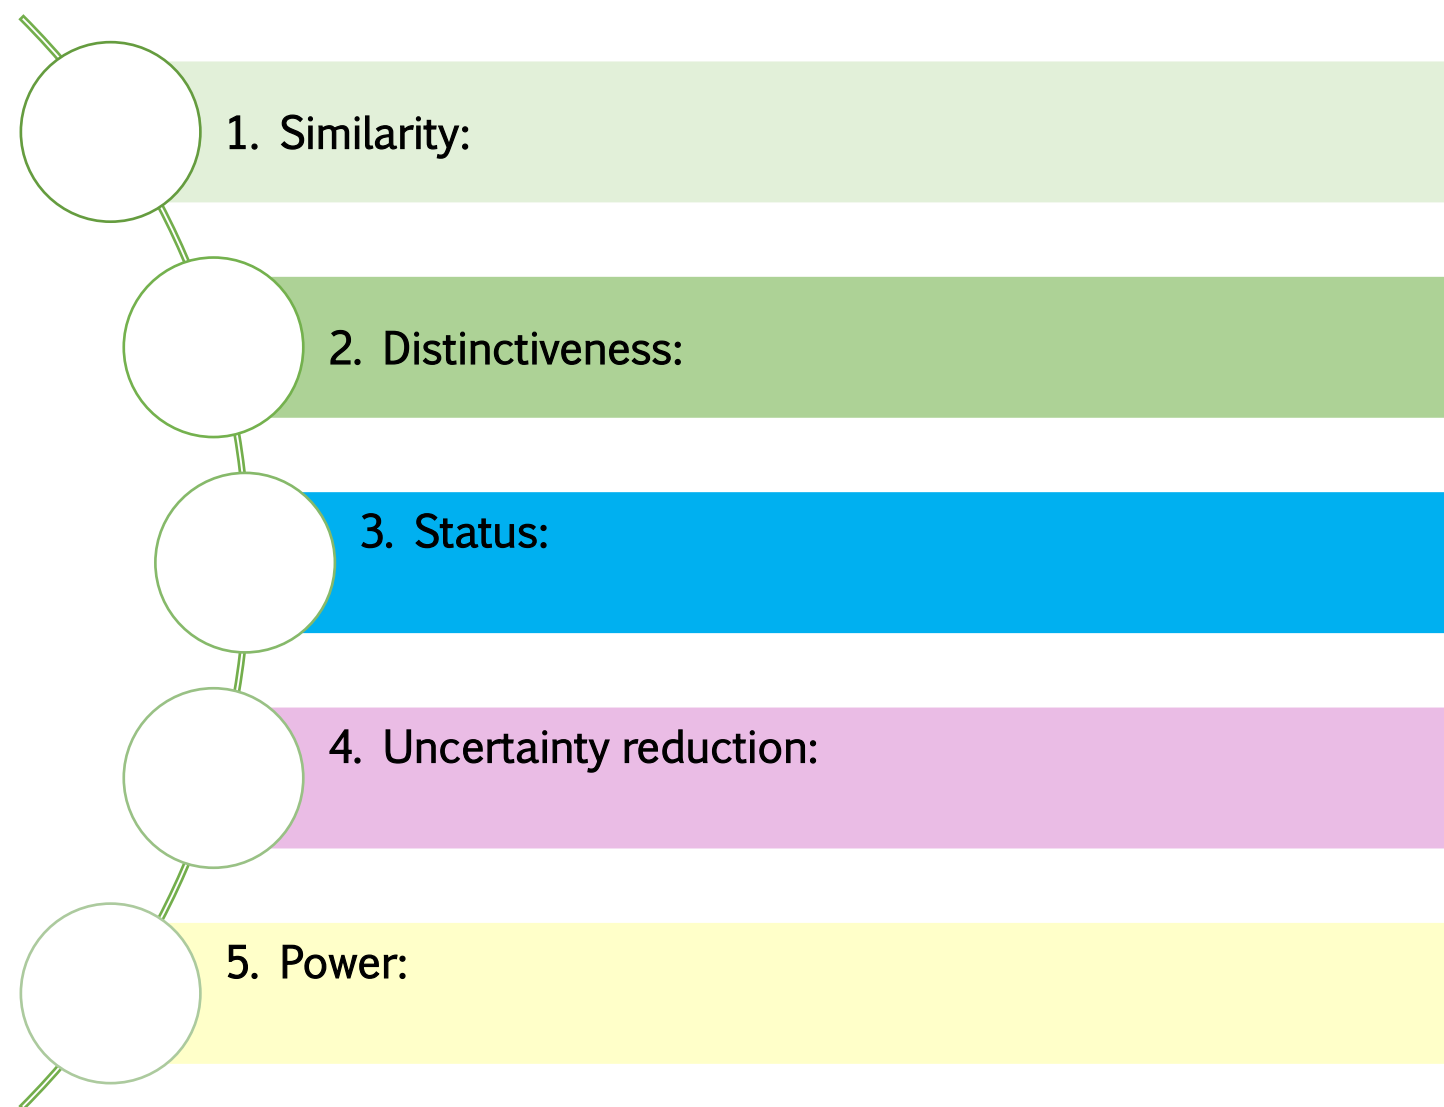 1. Similarity:
2. Distinctiveness:
3. Status:
4. Uncertainty reduction:
5. Power: